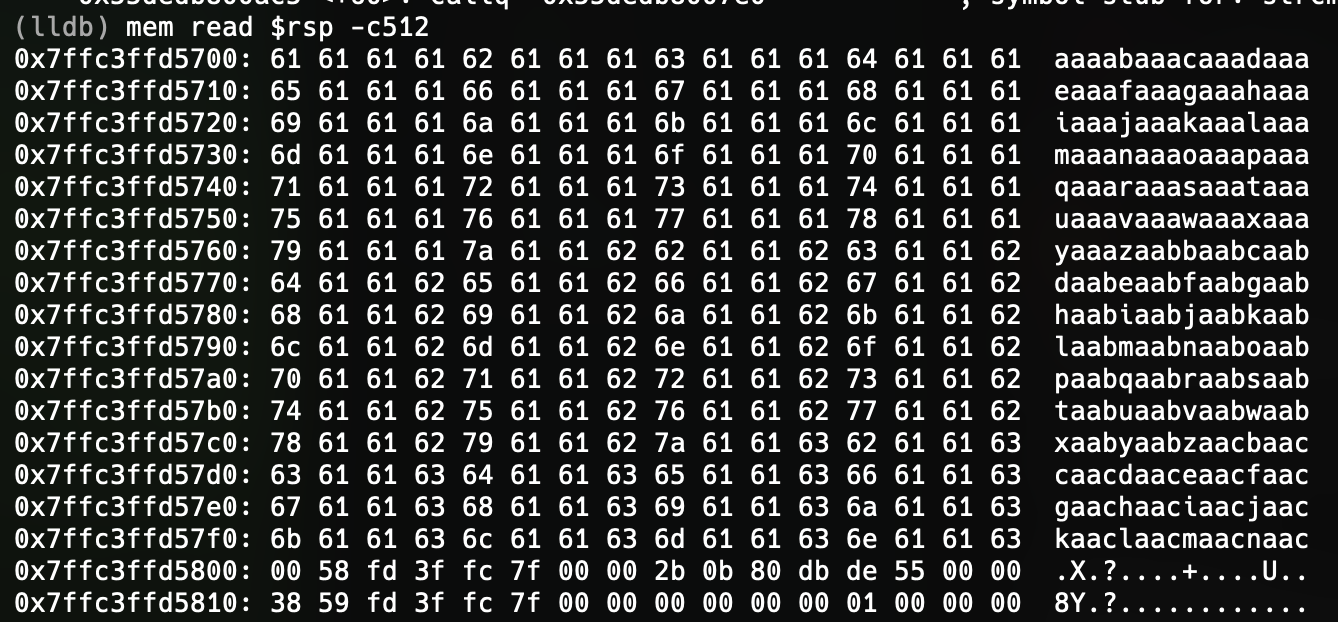 (lldb) mem read $rsp -c512
0x7ffc3ffd5700: 61 61 61 61 62 61 61 61 63 61 61 61 64 61 61 61  aaaabaaacaaadaaa
0x7ffc3ffd5710: 65 61 61 61 66 61 61 61 67 61 61 61 68 61 61 61  eaaafaaagaaahaaa
0x7ffc3ffd5720: 69 61 61 61 6a 61 61 61 6b 61 61 61 6c 61 61 61  iaaajaaakaaalaaa
0x7ffc3ffd5730: 6d 61 61 61 6e 61 61 61 6f 61 61 61 70 61 61 61  maaanaaaoaaapaaa
0x7ffc3ffd5740: 71 61 61 61 72 61 61 61 73 61 61 61 74 61 61 61  qaaaraaasaaataaa
0x7ffc3ffd5750: 75 61 61 61 76 61 61 61 77 61 61 61 78 61 61 61  uaaavaaawaaaxaaa
0x7ffc3ffd5760: 79 61 61 61 7a 61 61 62 62 61 61 62 63 61 61 62  yaaazaabbaabcaab
0x7ffc3ffd5770: 64 61 61 62 65 61 61 62 66 61 61 62 67 61 61 62  daabeaabfaabgaab
0x7ffc3ffd5780: 68 61 61 62 69 61 61 62 6a 61 61 62 6b 61 61 62  haabiaabjaabkaab
0x7ffc3ffd5790: 6c 61 61 62 6d 61 61 62 6e 61 61 62 6f 61 61 62  laabmaabnaaboaab
0x7ffc3ffd57a0: 70 61 61 62 71 61 61 62 72 61 61 62 73 61 61 62  paabqaabraabsaab
0x7ffc3ffd57b0: 74 61 61 62 75 61 61 62 76 61 61 62 77 61 61 62  taabuaabvaabwaab
0x7ffc3ffd57c0: 78 61 61 62 79 61 61 62 7a 61 61 63 62 61 61 63  xaabyaabzaacbaac
0x7ffc3ffd57d0: 63 61 61 63 64 61 61 63 65 61 61 63 66 61 61 63  caacdaaceaacfaac
0x7ffc3ffd57e0: 67 61 61 63 68 61 61 63 69 61 61 63 6a 61 61 63  gaachaaciaacjaac
0x7ffc3ffd57f0: 6b 61 61 63 6c 61 61 63 6d 61 61 63 6e 61 61 63  kaaclaacmaacnaac
0x7ffc3ffd5800: 00 58 fd 3f fc 7f 00 00 2b 0b 80 db de 55 00 00  .X.?....+....U..
0x7ffc3ffd5810: 38 59 fd 3f fc 7f 00 00 00 00 00 00 01 00 00 00  8Y.?............